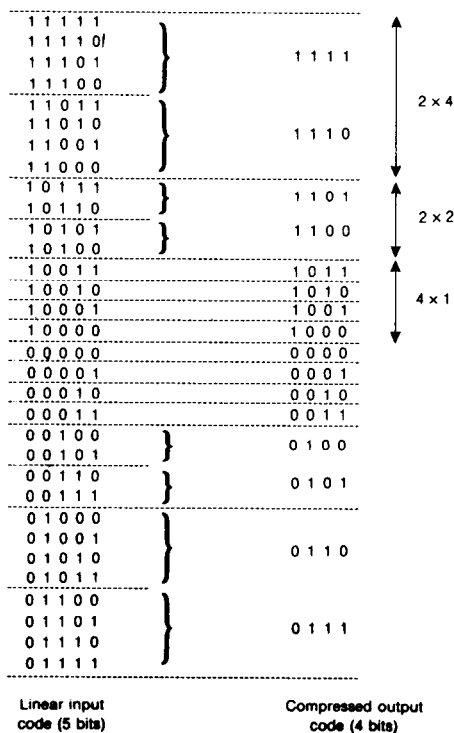 1 1 1 1 1
1 1 1 1 0
1 1 1 0 1
1 1 1 0 0
1 1 1 1
1 1 0 1 1
1 1 0 1 0
1 1 0 0 1
1 1 0 0 0
1 1 1 0
2 × 4
1 0 1 1 1
1 0 1 1 0
1 1 0 1
1 0 1 0 1
1 0 1 0 0
1 1 0 0
2 × 2
1 0 0 1 1 1 0 1 1
1 0 0 1 0 1 0 1 0
1 0 0 0 1 1 0 0 1
1 0 0 0 0 1 0 0 0
4 × 1
0 0 0 0 0 0 0 0 0
0 0 0 0 1 0 0 0 1
0 0 0 1 0 0 0 1 0
0 0 0 1 1 0 0 1 1
0 0 1 0 0
0 0 1 0 1
0 1 0 0
0 0 1 1 0
0 0 1 1 1
0 1 0 1
0 1 0 0 0
0 1 0 0 1
0 1 0 1 0
0 1 0 1 1
0 1 1 0
0 1 1 0 0
0 1 1 0 1
0 1 1 1 0
0 1 1 1 1
0 1 1 1
Linear input
code (5 bits)
Compressed output
code (4 bits)